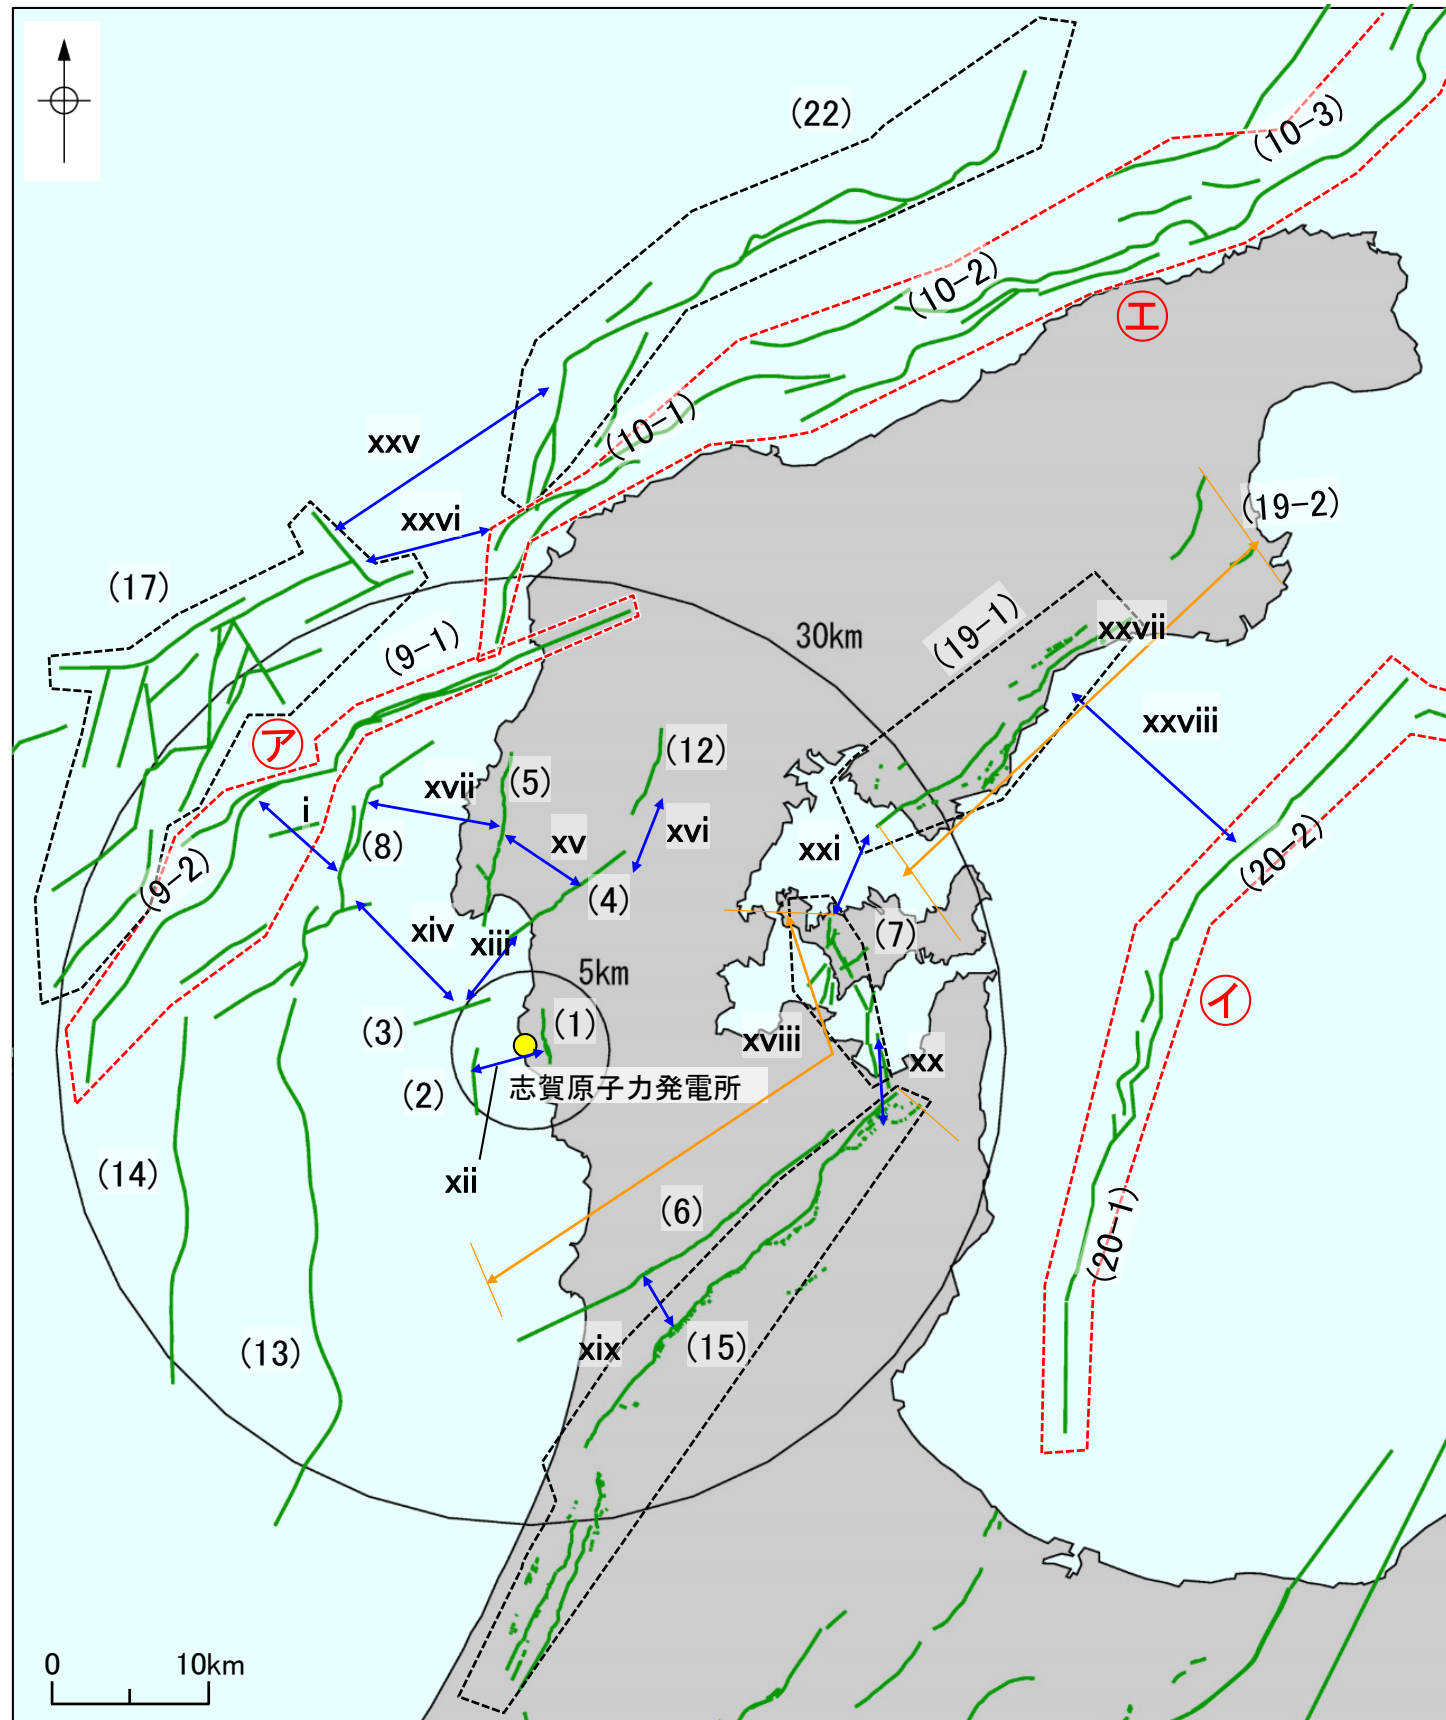 (22)
(10-3)
(10-2)
エ
(10-1)
xxv
xxvi
(19-2)
(17)
(9-1)
30km
(19-1)
xxvii
ア
xvii
(5)
(12)
xxviii
i
(8)
xv
xvi
xxi
(20-2)
(9-2)
(4)
xiv
xiii
(7)
5km
イ
(3)
(1)
xviii
xx
(2)
志賀原子力発電所
(14)
xii
(6)
(20-1)
(13)
xix
(15)
0
10km